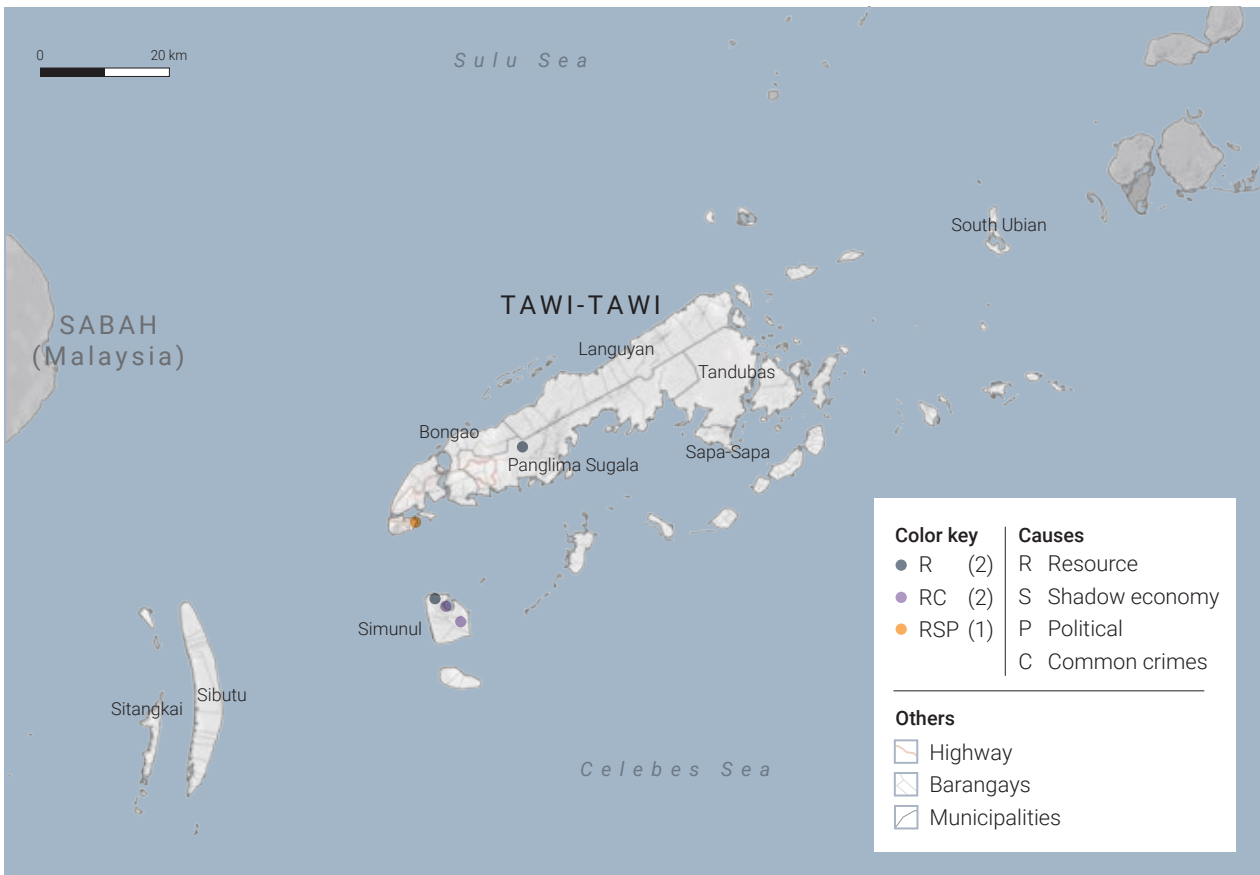 0 20 km
Sulu Sea
South Ubian
TAWI-TAWI
SABAH
(Malaysia)
Languyan
Tandubas
Bongao
Sapa-Sapa
Panglima Sugala
Simunul
Sibutu
Sitangkai
Celebes Sea
Color key
R (2)
RC (2)
RSP (1)
Causes
R Resource
S Shadow economy
P Political
C Common crimes
Others
Highway
Barangays
Municipalities